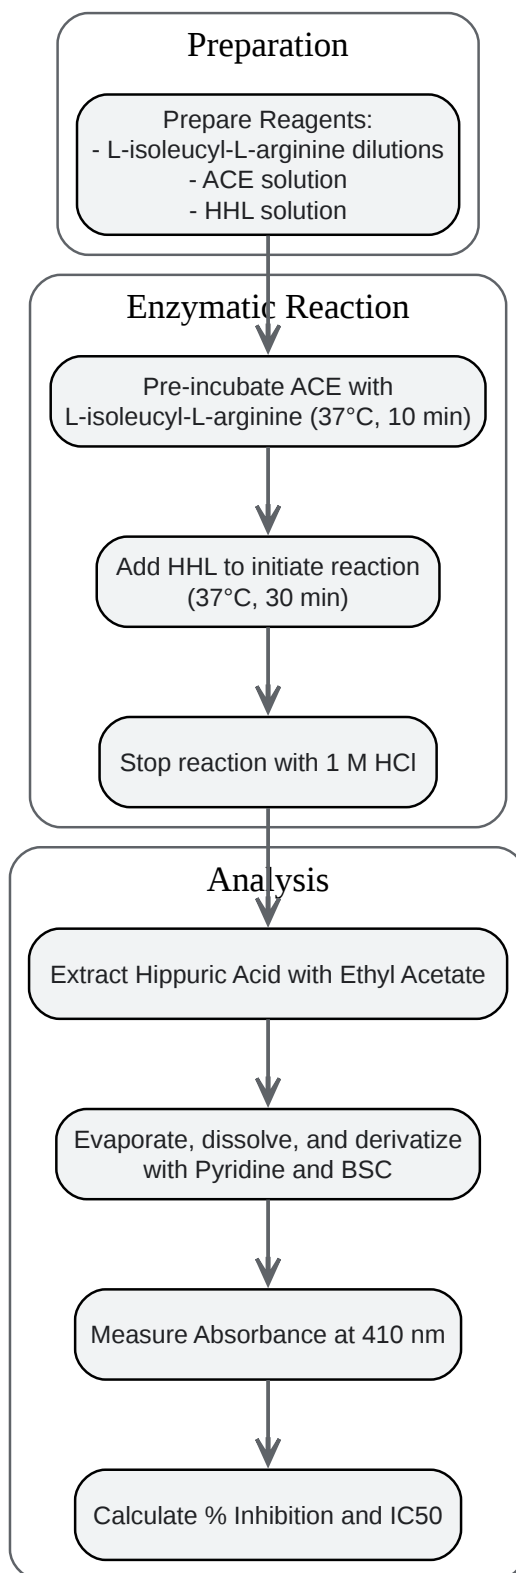 Preparation
Prepare Reagents:
- L-isoleucyl-L-arginine dilutions
- ACE solution
- HHL solution
Enzymatic Reaction
Pre-incubate ACE with
L-isoleucyl-L-arginine (37°C, 10 min)
Add HHL to initiate reaction
(37°C, 30 min)
Stop reaction with 1 M HCl
Analysis
Extract Hippuric Acid with Ethyl Acetate
Evaporate, dissolve, and derivatize
with Pyridine and BSC
Measure Absorbance at 410 nm
Calculate % Inhibition and IC50